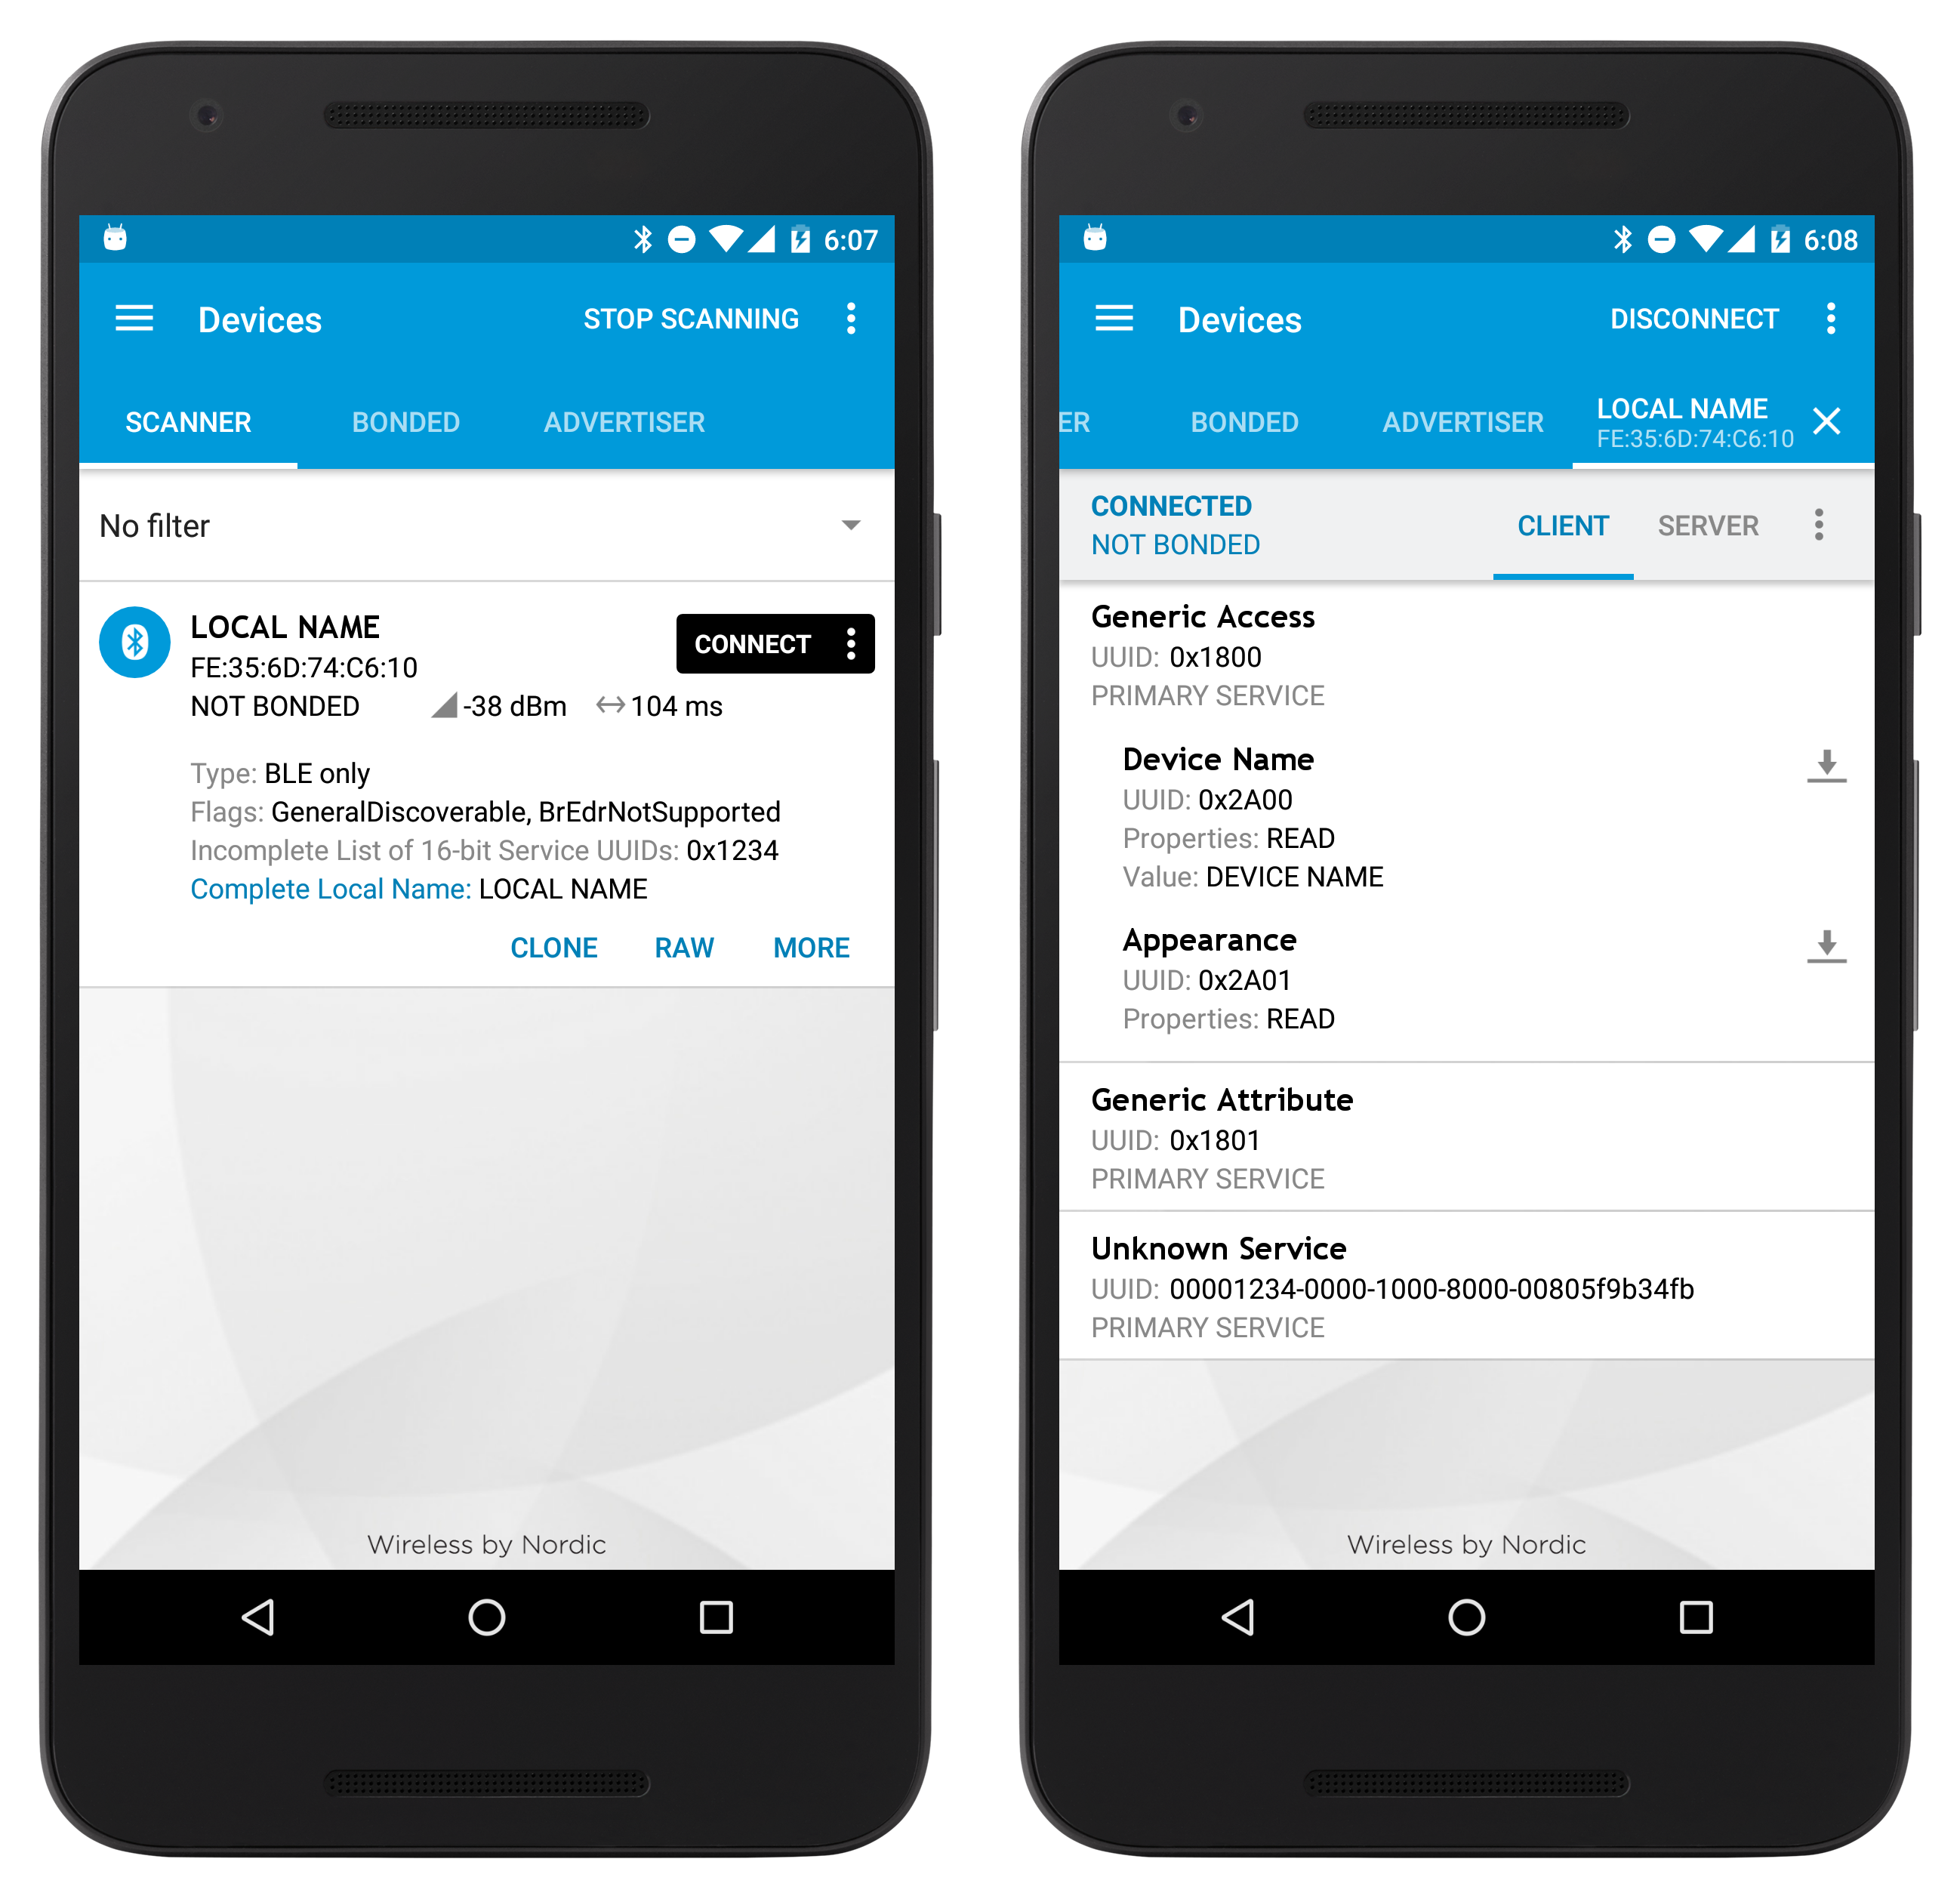 6:07
Devices
STOP SCANNING
SCANNER BONDED ADVERTISER
No filter
LOCAL NAME
CONNECT
FE:35:6D:74:C6:10
NOT BONDED -38 dBm 104 ms
Type: BLE only
Flags: GeneralDiscoverable, BrEdrNotSupported
Incomplete List of 16-bit Service UUIDs: 0x1234
Complete Local Name: LOCAL NAME
CLONE RAW MORE
Wireless by Nordic
6:08
Devices
DISCONNECT
ER BONDED ADVERTISER LOCAL NAME
FE:35:6D:74:C6:10
CONNECTED
NOT BONDED
CLIENT SERVER
Generic Access
UUID: 0x1800
PRIMARY SERVICE
Device Name
UUID: 0x2A00
Properties: READ
Value: DEVICE NAME
Appearance
UUID: 0x2A01
Properties: READ
Generic Attribute
UUID: 0x1801
PRIMARY SERVICE
Unknown Service
UUID: 00001234-0000-1000-8000-00805f9b34fb
PRIMARY SERVICE
Wireless by Nordic